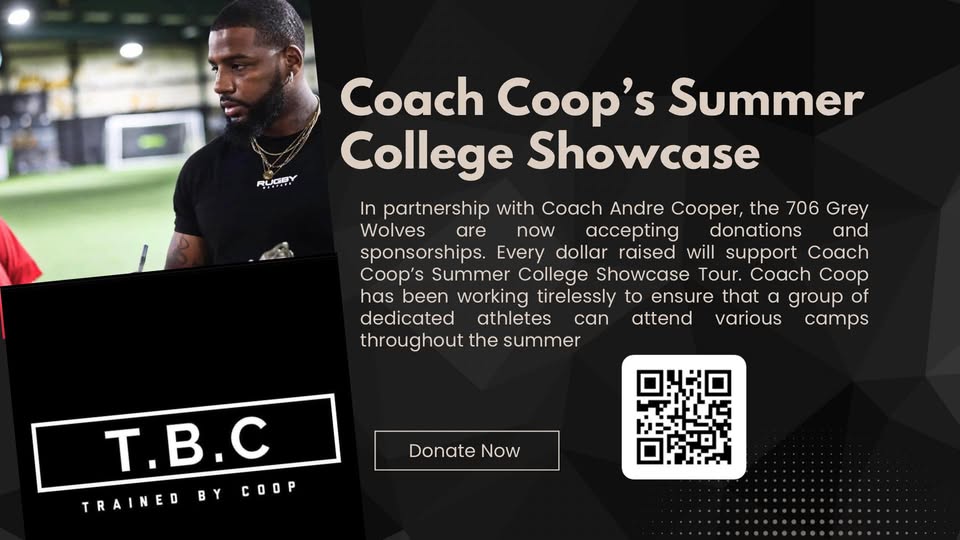 Coach Coop’s Summer
College Showcase
In partnership with Coach Andre Cooper, the 706 Grey
Wolves are now accepting donations and
sponsorships. Every dollar raised will support Coach
Coop’s Summer College Showcase Tour. Coach Coop
has been working tirelessly to ensure that a group of
dedicated athletes can attend various camps
throughout the summer
Donate Now
RUGBY
T.B.C
TRAINED BY COOP